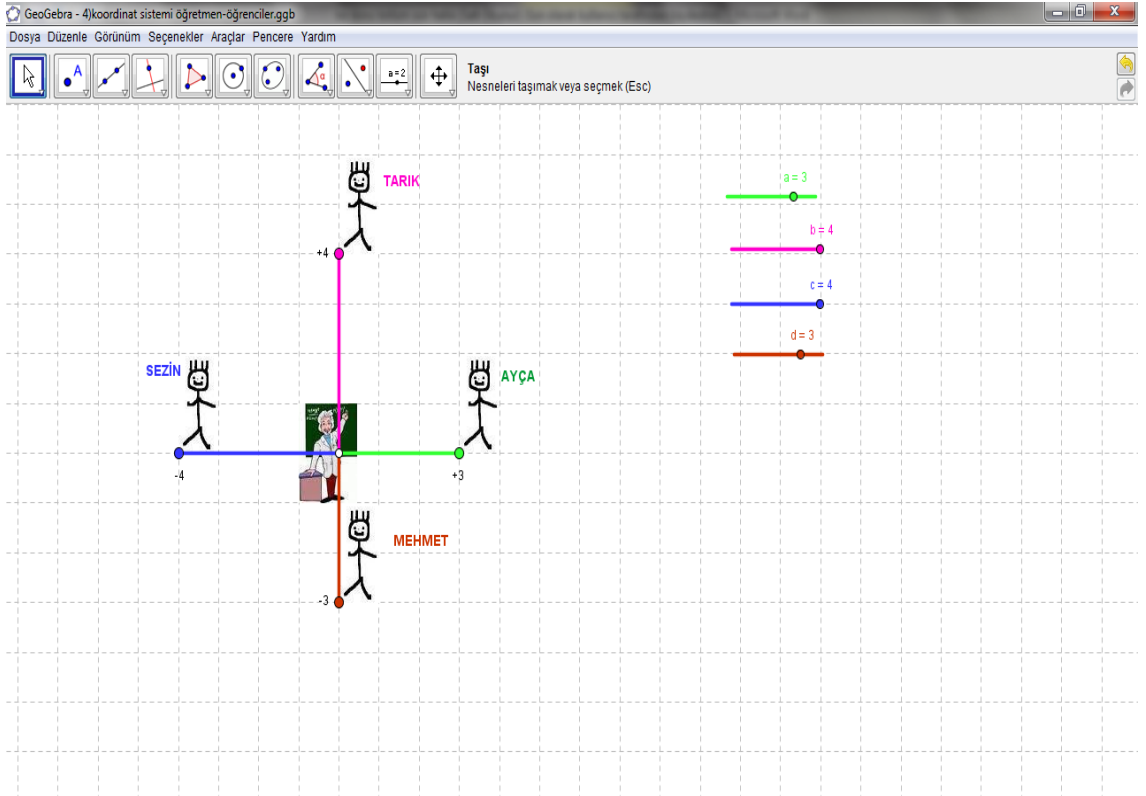 GeoGebra - 4)koordinat sistemi öğretmen-öğrenciler.ggb
Dosya Düzenle Görünüm Seçenekler Araçlar Pencere Yardım
A
α
a=2
Taşı
Nesneleri taşımak veya seçmek (Esc)
TARIK
+4
a = 3
b = 4
c = 4
d = 3
SEZİN
AYÇA
-4
+3
MEHMET
-3